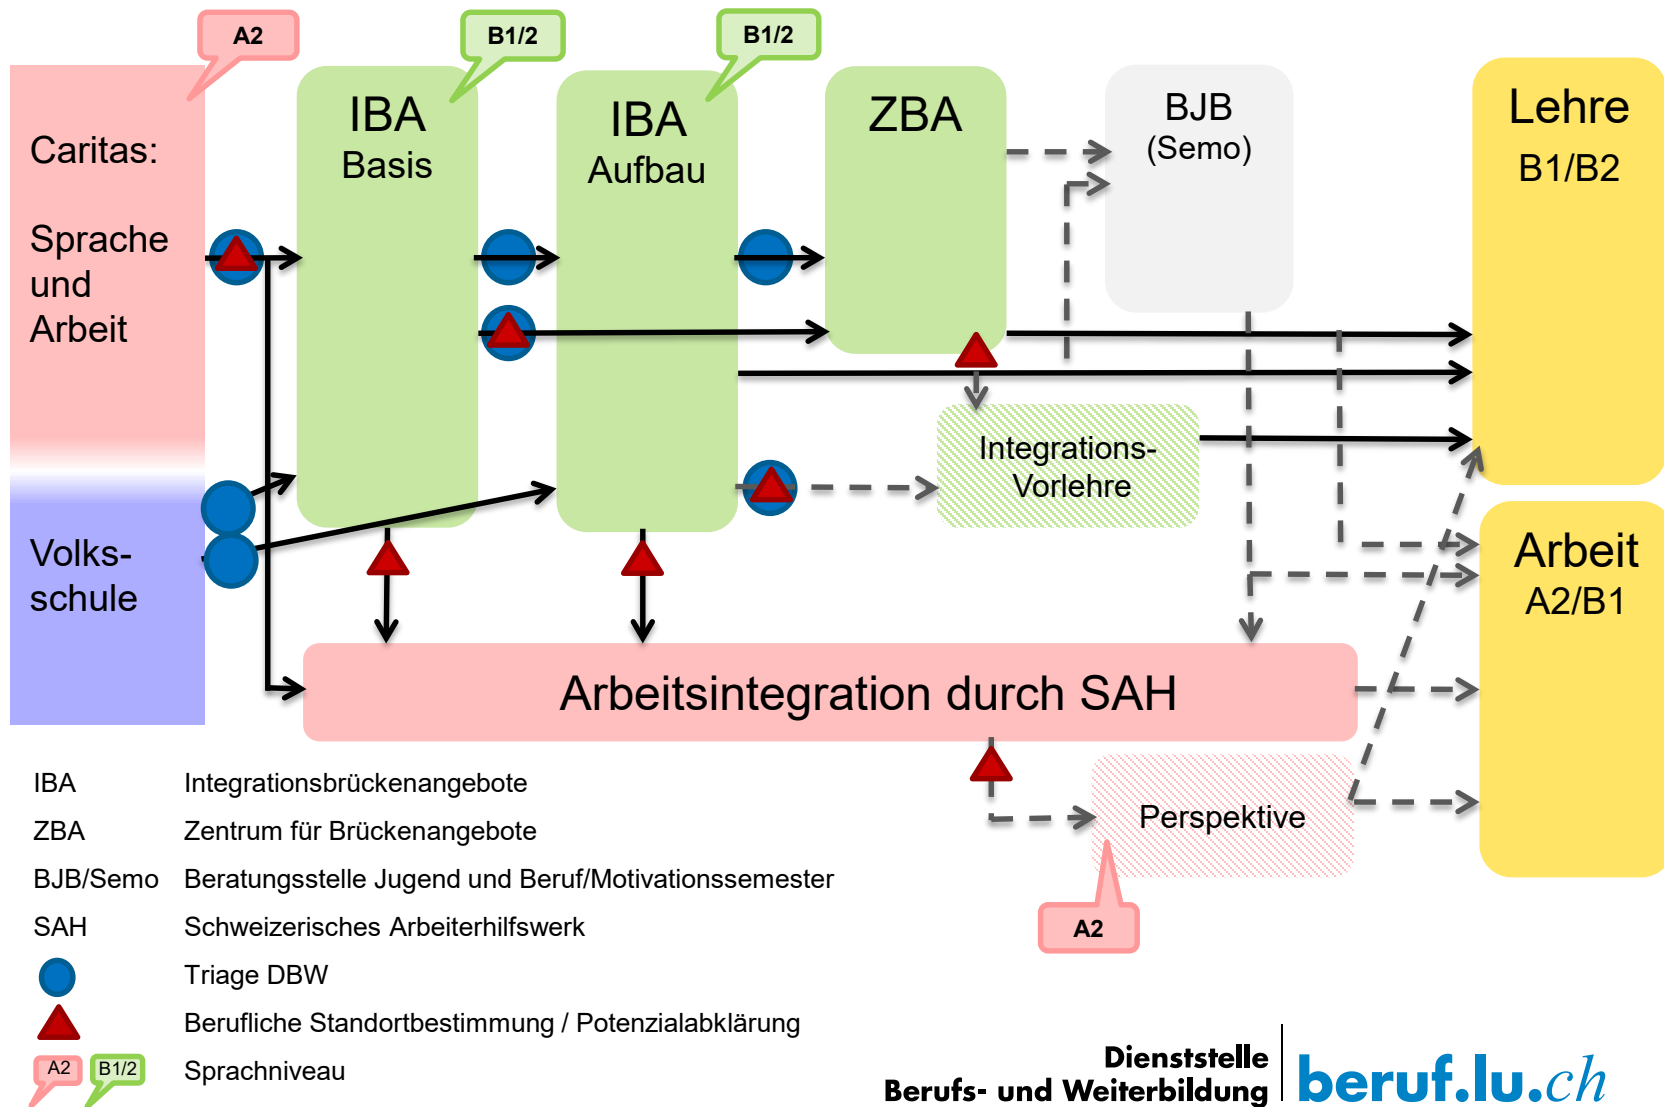 A2
B1/2
B1/2
Caritas:
Sprache
und
Arbeit
Volks-
schule
IBA
Basis
IBA
Aufbau
ZBA
BJB
(Semo)
Lehre
B1/B2
Integrations-
Vorlehre
Arbeit
A2/B1
Arbeitsintegration durch SAH
Perspektive
A2
IBA Integrationsbrückenangebote
ZBA Zentrum für Brückenangebote
BJB/Semo Beratungsstelle Jugend und Beruf/Motivationssemester
SAH Schweizerisches Arbeiterhilfswerk
Triage DBW
Berufliche Standortbestimmung / Potenzialabklärung
A2 B1/2 Sprachniveau
Dienststelle
Berufs- und Weiterbildung
beruf.lu.ch